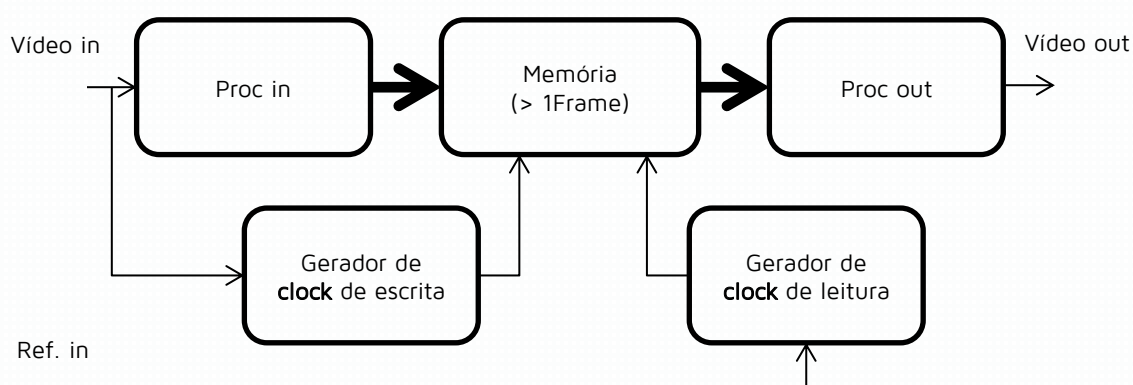 Vídeo in
Proc in
Memória
(> 1Frame)
Proc out
Vídeo out
Gerador de
clock de escrita
Gerador de
clock de leitura
Ref. in